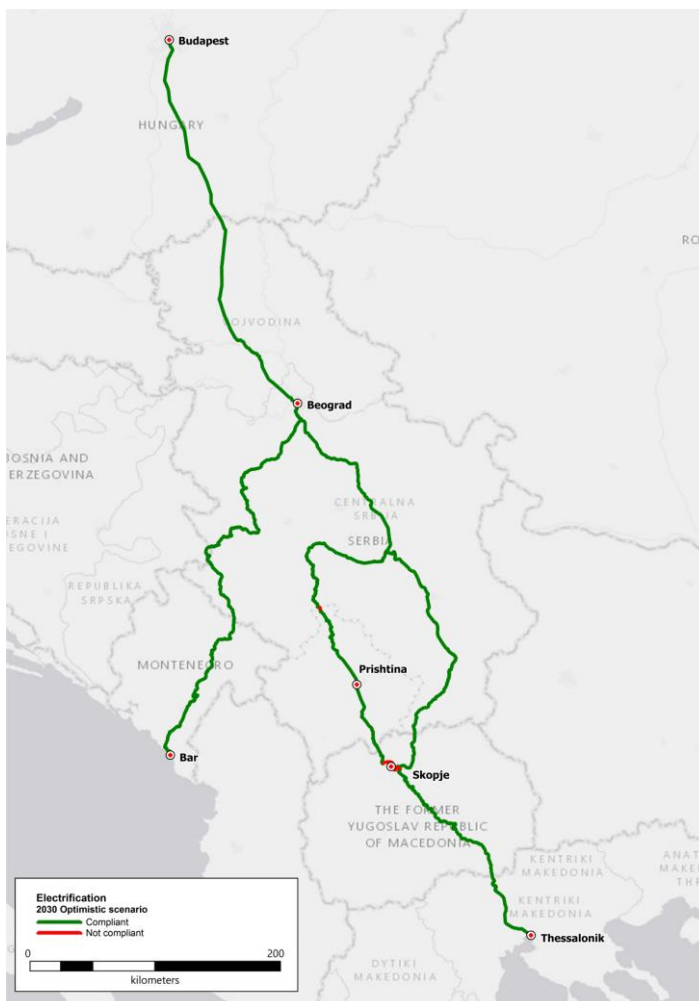 Budapest
HUNGARY
RO
VOJVODINA
Beograd
BOSNIA AND
ERZEGOVINA
CENTRALNA
SRBIJA
SERBIA
ERACIJA
OSNE I
EGOVINE
REPUBLIKA
SRPSKA
Prishtina
MONTENEGRO
Bar
Skopje
THE FORMER
YUGOSLAV REPUBLIC
OF MACEDONIA
KENTRIKI
MAKEDONIA
ANAT
MAKE
THR
KENTRIKI
MAKEDONIA
Thessalonik
DYTIKI
MAKEDONIA
Electrification
2030 Optimistic scenario
Compliant
Not compliant
0 200
kilometers